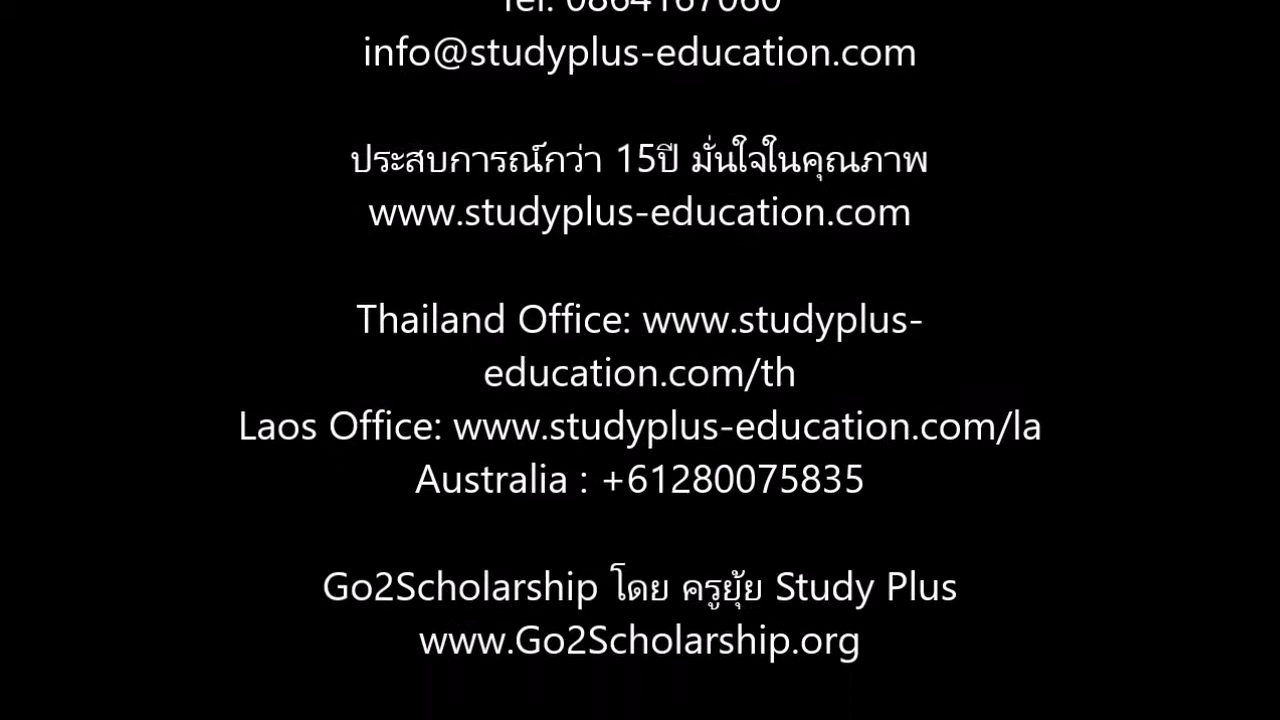 Tel: 0864167060
info@studyplus-education.com
ประสบการณ์กว่า 15ปี มั่นใจในคุณภาพ
www.studyplus-education.com
Thailand Office: www.studyplus-
education.com/th
Laos Office: www.studyplus-education.com/la
Australia : +61280075835
Go2Scholarship โดย ครูยุ้ย Study Plus
www.Go2Scholarship.org